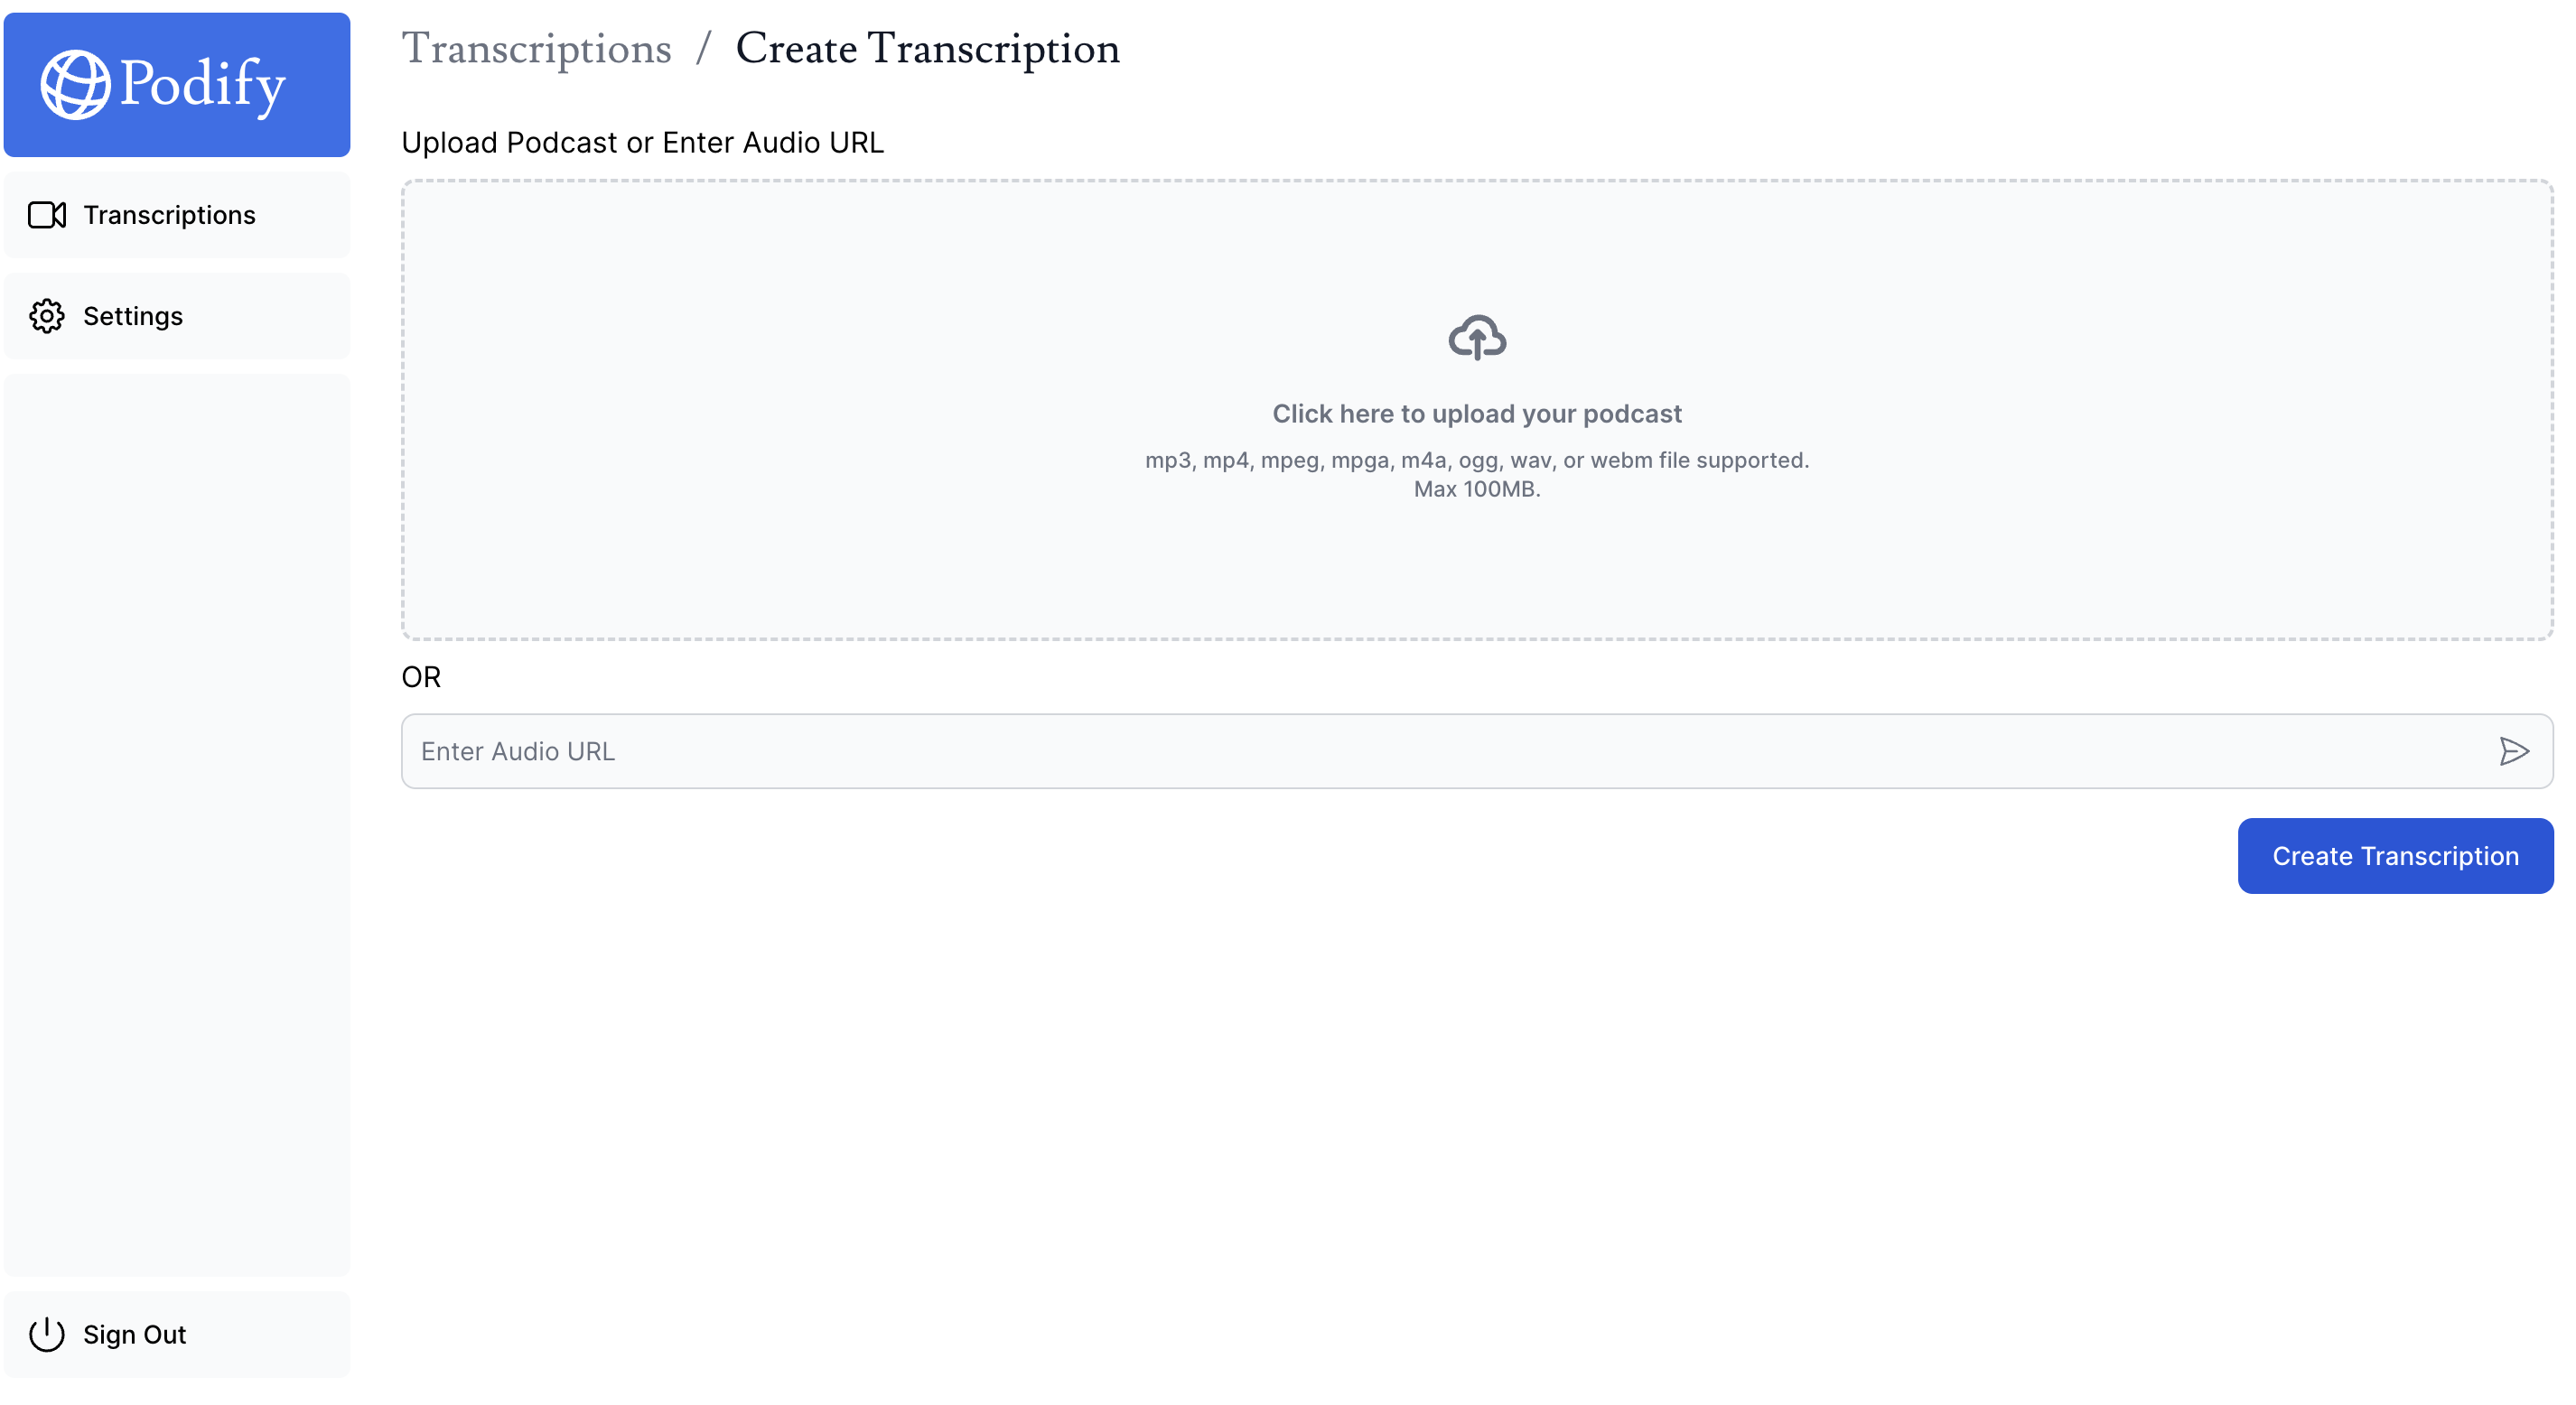 Podify
Transcriptions
Settings
Sign Out
Transcriptions / Create Transcription
Upload Podcast or Enter Audio URL
Click here to upload your podcast
mp3, mp4, mpeg, mpga, m4a, ogg, wav, or webm file supported.
Max 100MB.
OR
Enter Audio URL
Create Transcription